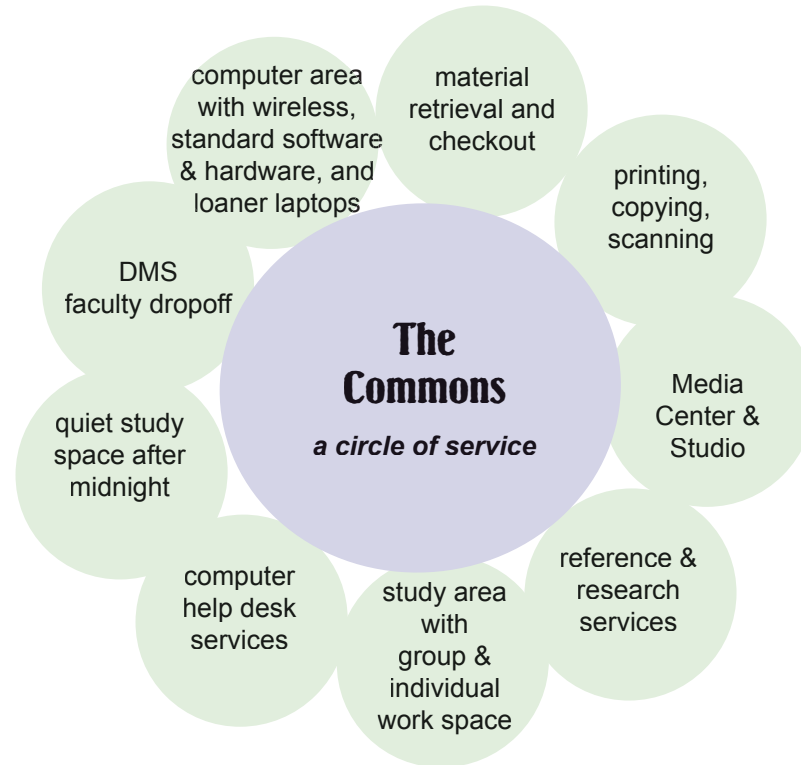 computer area
with wireless,
standard software
& hardware, and
loaner laptops
material
retrieval and
checkout
printing,
copying,
scanning
DMS
faculty dropoff
The
Commons
a circle of service
Media
Center &
Studio
quiet study
space after
midnight
computer
help desk
services
study area
with
group &
individual
work space
reference &
research
services